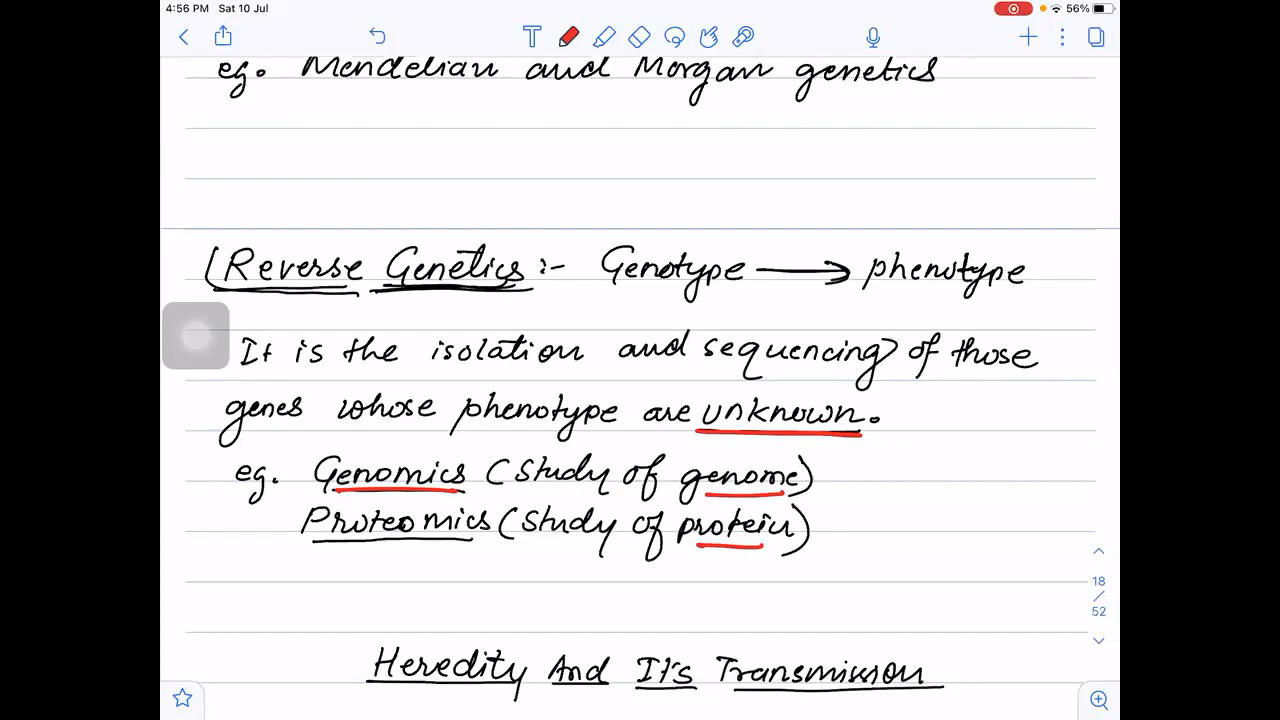 4:56 PM Sat 10 Jul 56%
eg. Mendelian and Morgan genetics
(Reverse Genetics :- Genotype → phenotype
It is the isolation and sequencing of those
genes whose phenotype are unknown.
eg. Genomics (Study of genome)
Proteomics (Study of protein)
18
/
52
Heredity And It's Transmission